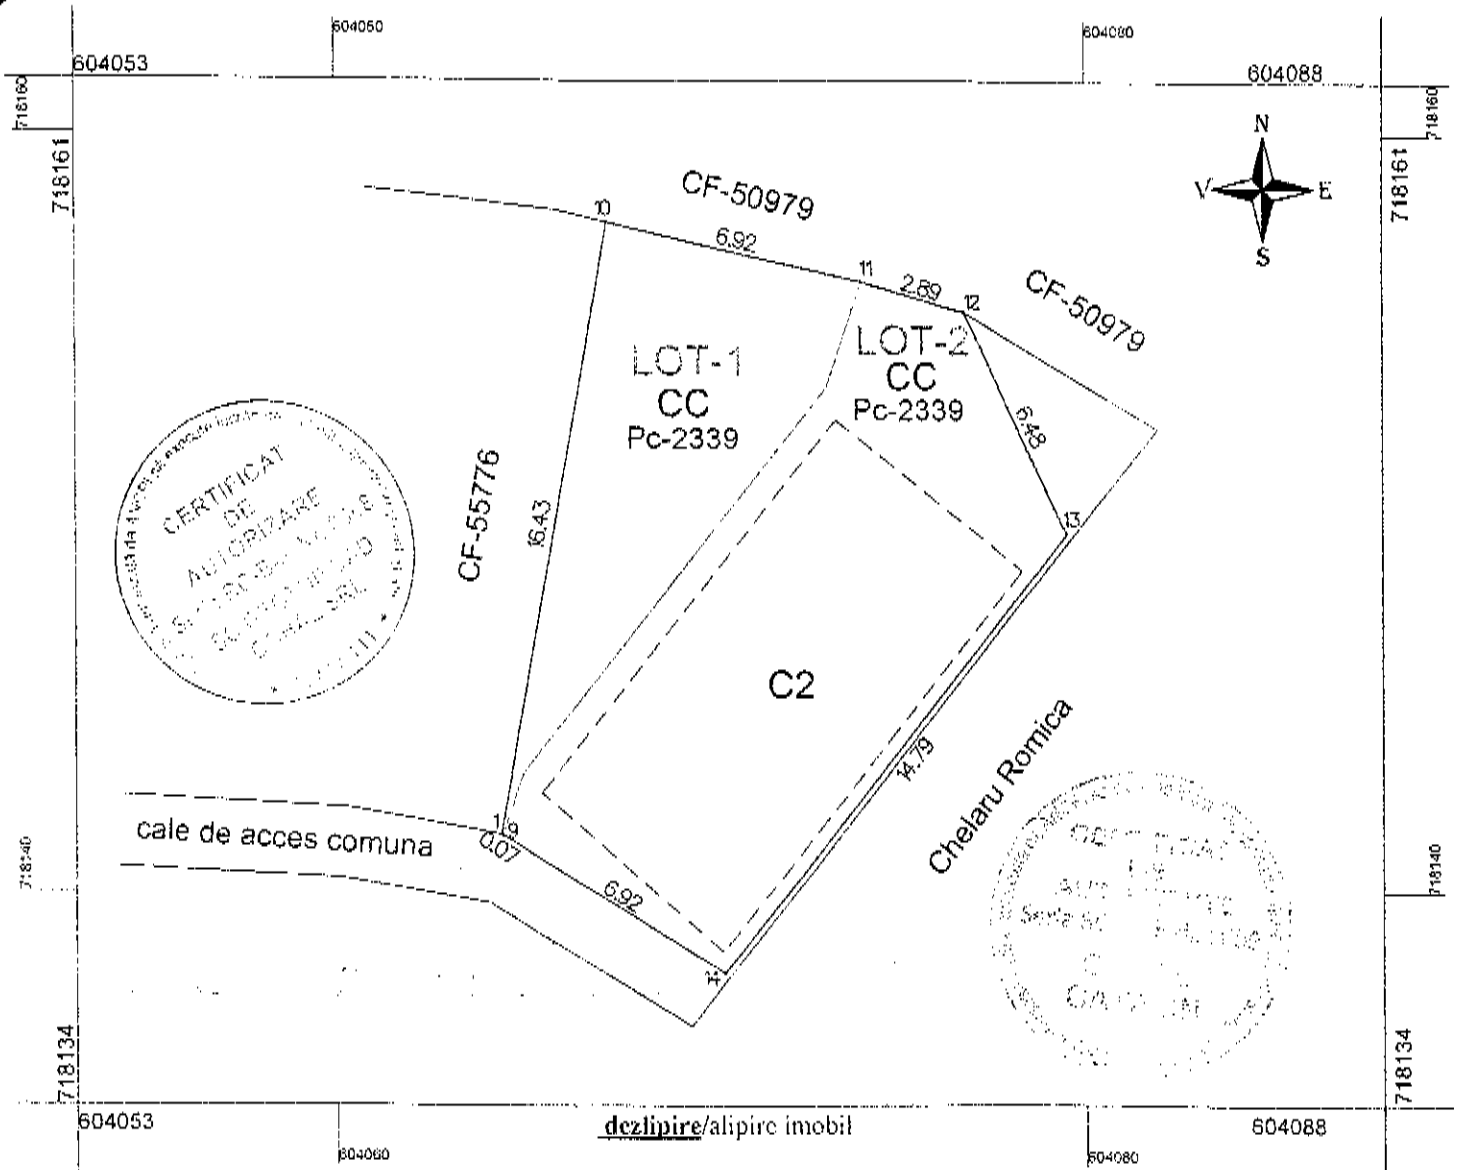 604060
604080
604053
604088
718160
718160
718161
718161
N
V E
S
CF-50979
10
6.92
11
2.89
12
CF-50979
LOT-1
CC
Pc-2339
LOT-2
CC
Pc-2339
6.48
13
CF-55776
16.43
CERTIFICAT
DE
AUTORIZARE
C2
14.79
Chelaru Romica
cale de acces comuna
1
9
0.07
6.92
718140
718140
718134
718134
604053
dezlipire/alipire imobil
604088
604060
604080